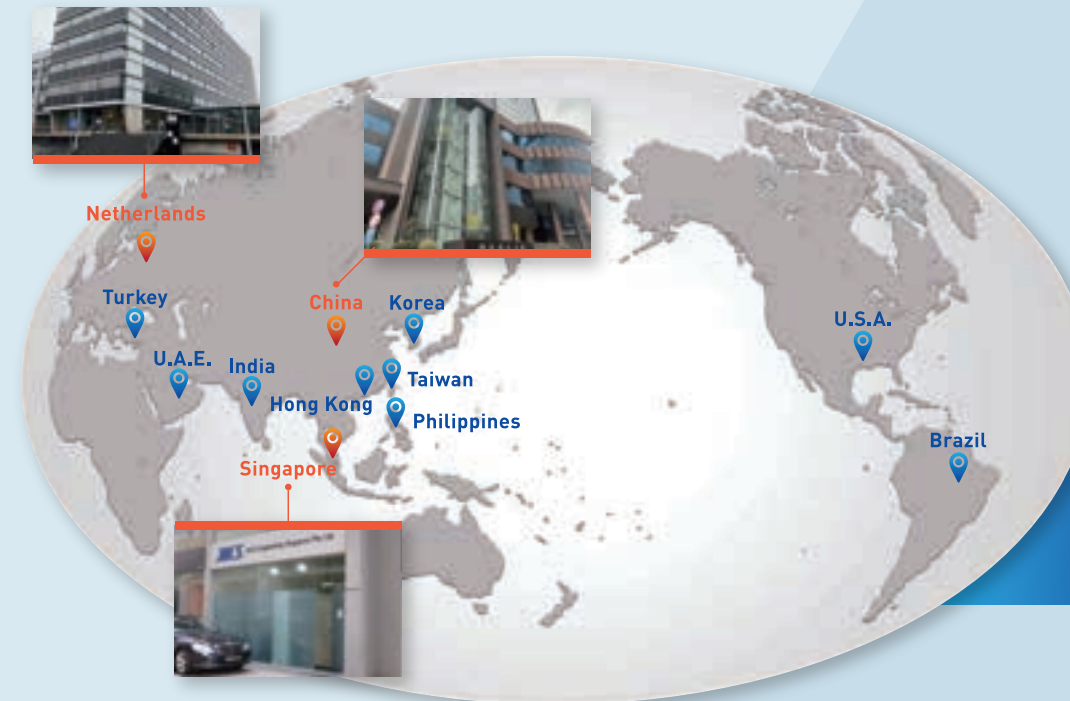 Netherlands
Turkey
China
Korea
U.S.A.
U.A.E.
India
Taiwan
Hong Kong
Philippines
Brazil
Singapore